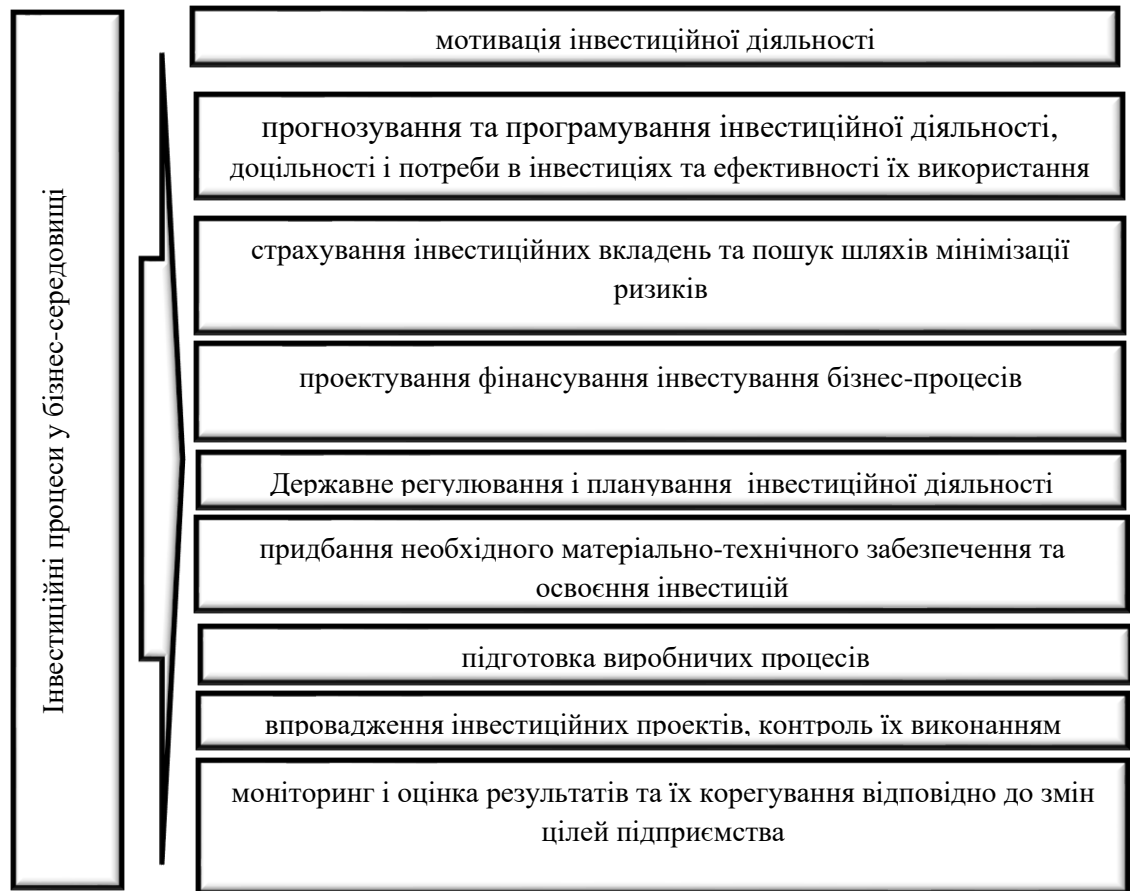 Інвестиційні процеси у бізнес-середовищі
мотивація інвестиційної діяльності
прогнозування та програмування інвестиційної діяльності,
доцільності і потреби в інвестиціях та ефективності їх використання
страхування інвестиційних вкладень та пошук шляхів мінімізації
ризиків
проектування фінансування інвестування бізнес-процесів
Державне регулювання і планування  інвестиційної діяльності
придбання необхідного матеріально-технічного забезпечення та
освоєння інвестицій
підготовка виробничих процесів
впровадження інвестиційних проектів, контроль їх виконанням
моніторинг і оцінка результатів та їх корегування відповідно до змін
цілей підприємства